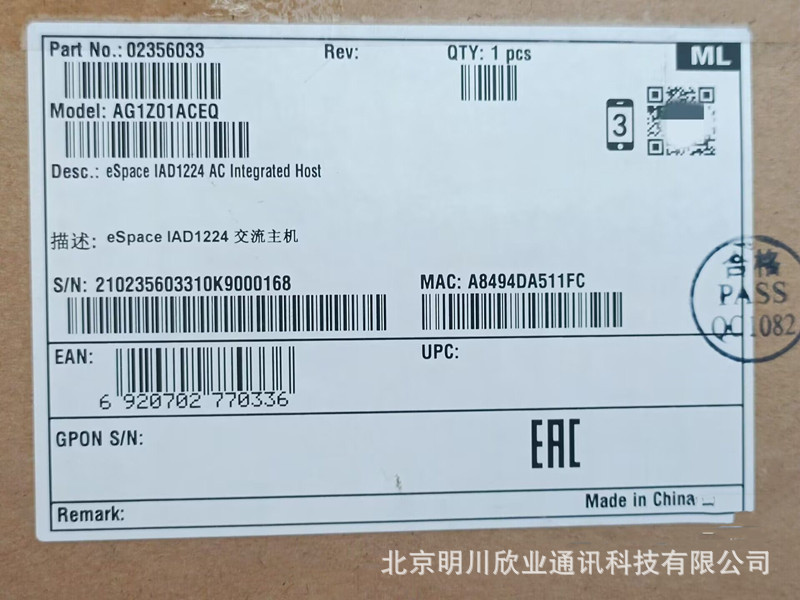 Part No.: 02356033 Rev: QTY: 1 pcs ML
Model: AG1Z01ACEQ
3
Desc.: eSpace IAD1224 AC Integrated Host
描述: eSpace IAD1224 交流主机
合格
PASS
QC1082
S/N: 210235603310K9000168 MAC: A8494DA511FC
EAN: UPC:
6 920702 770336
GPON S/N: EAC
Made in China
Remark:
北京明川欣业通讯科技有限公司